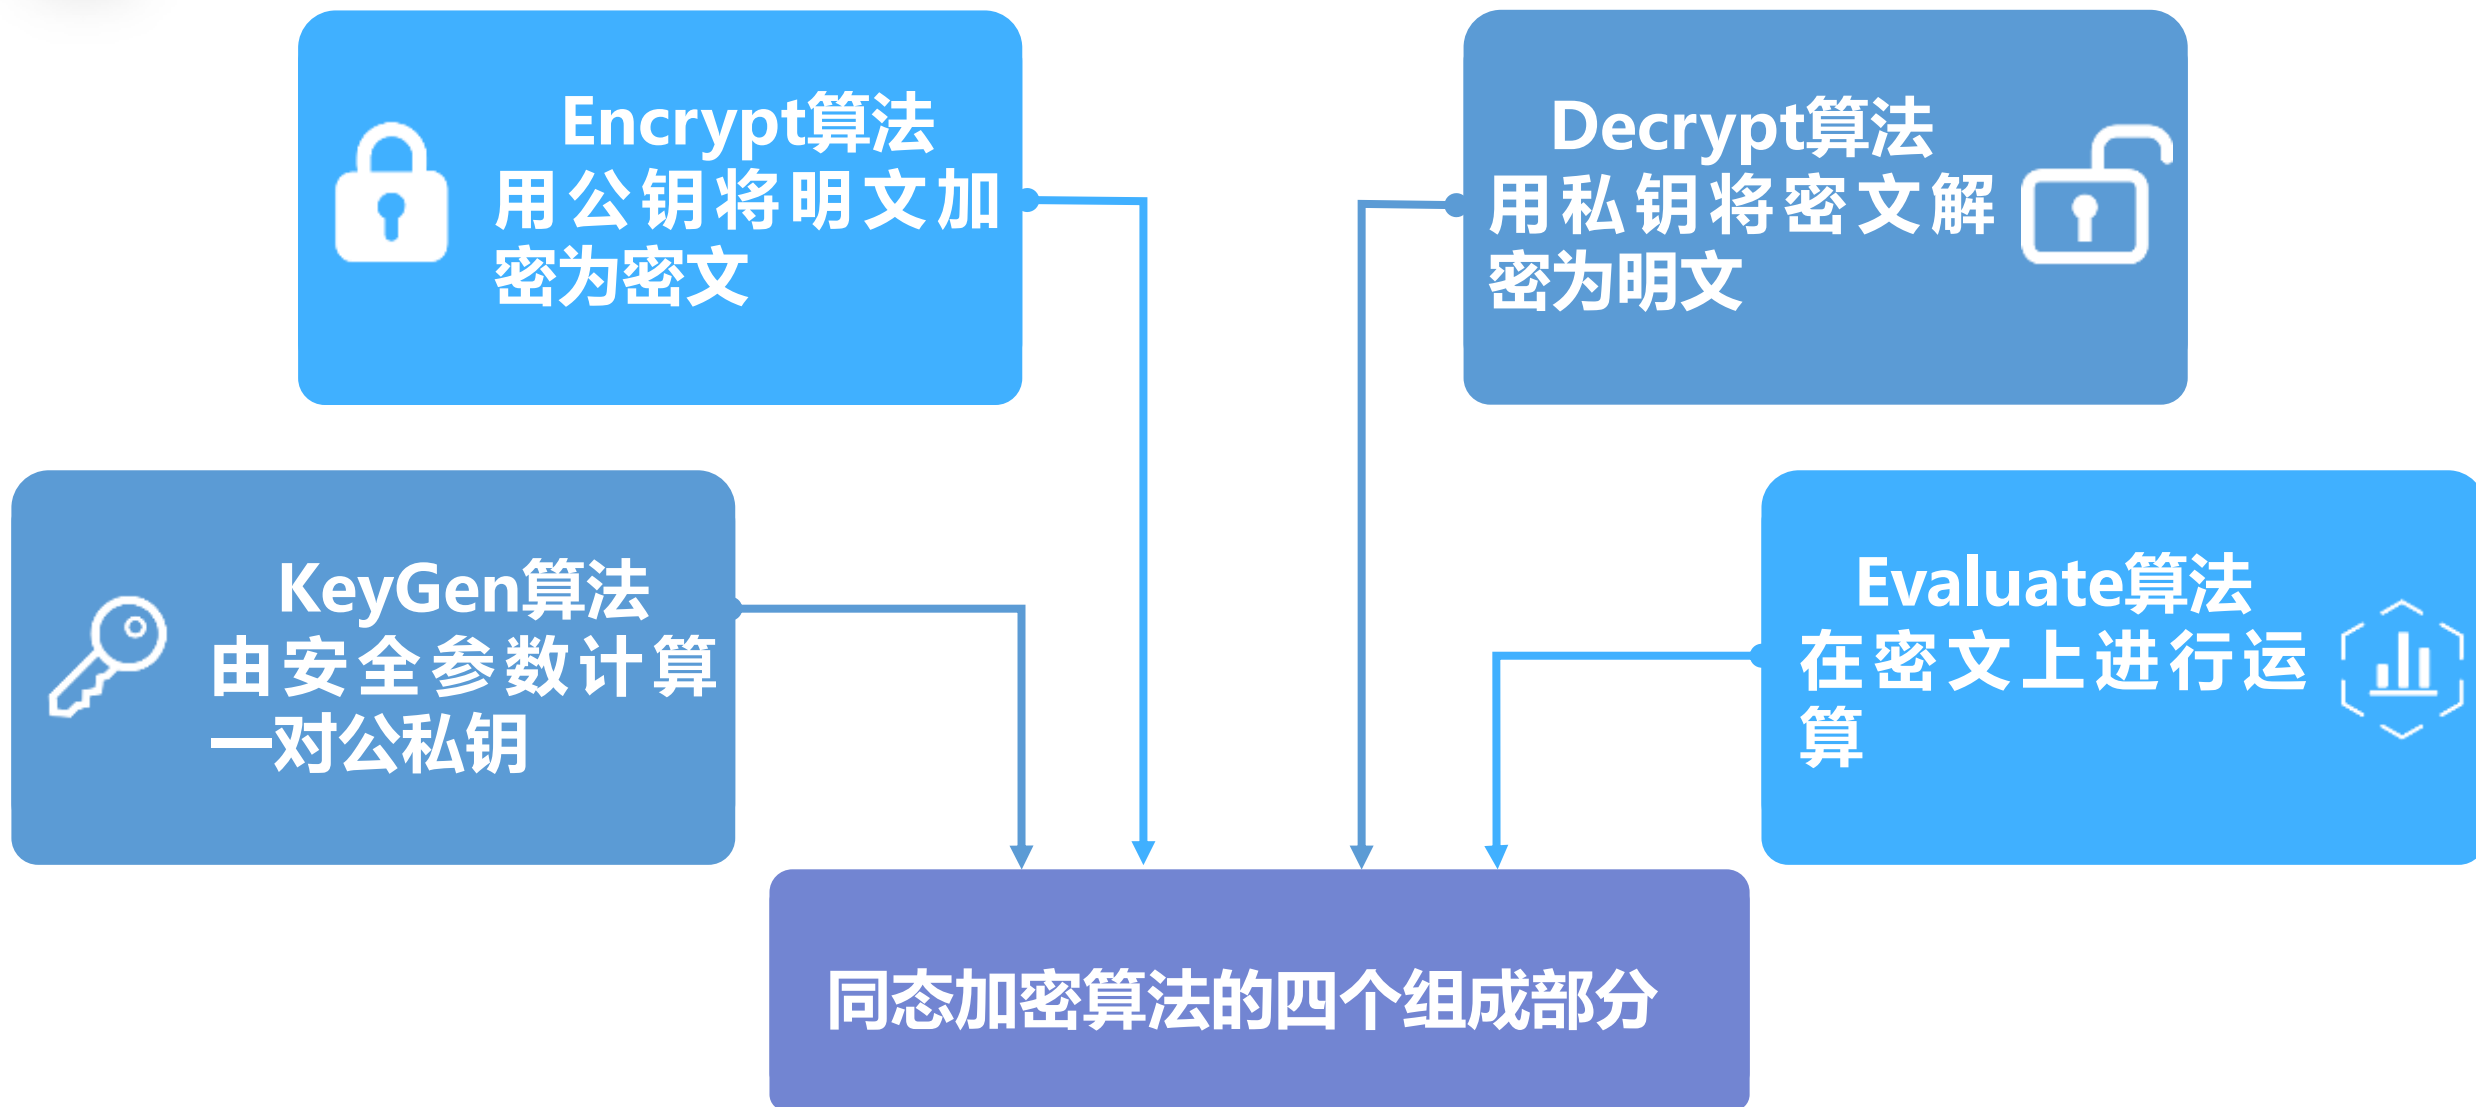 Encrypt算法
用公钥将明文加
密为密文
Decrypt算法
用私钥将密文解
密为明文
KeyGen算法
由安全参数计算
一对公私钥
Evaluate算法
在密文上进行运
算
同态加密算法的四个组成部分